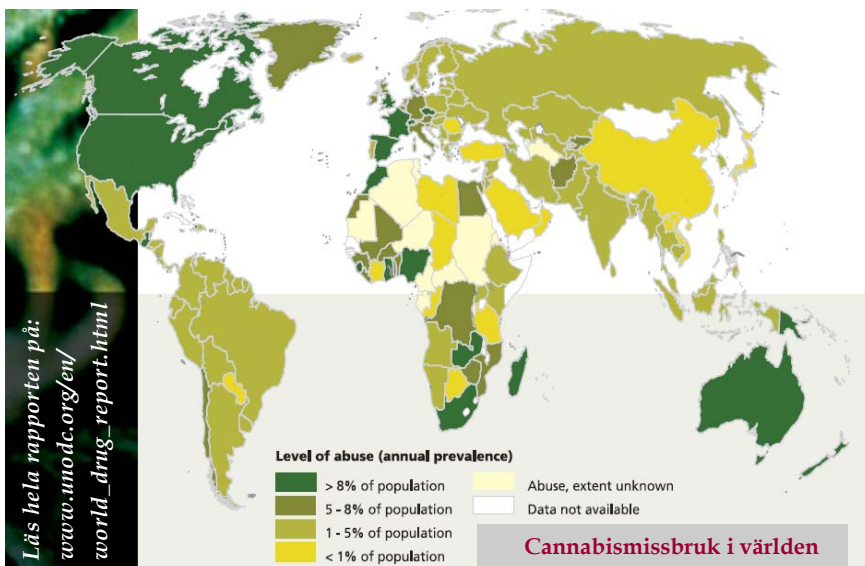 Läs hela rapporten på:
www.unodc.org/en/
world_drug_report.html
Level of abuse (annual prevalence)
> 8% of population
5 - 8% of population
1 - 5% of population
< 1% of population
Abuse, extent unknown
Data not available
Cannabismissbruk i världen